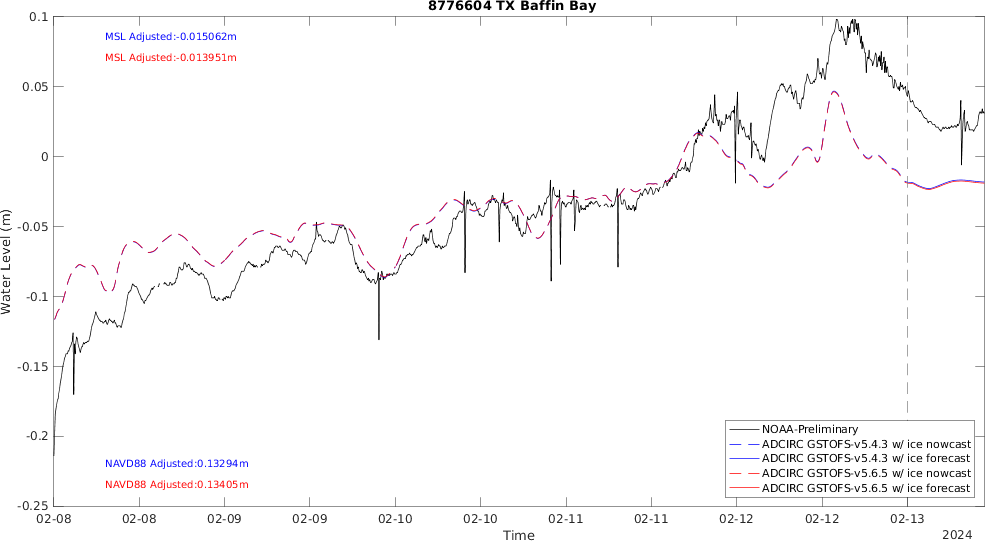 8776604 TX Baffin Bay
MSL Adjusted:-0.015062m
MSL Adjusted:-0.013951m
0.1
0.05
0
-0.05
-0.1
-0.15
-0.2
-0.25
Water Level (m)
NAVD88 Adjusted:0.13294m
NAVD88 Adjusted:0.13405m
NOAA-Preliminary
ADCIRC GSTOFS-v5.4.3 w/ ice nowcast
ADCIRC GSTOFS-v5.4.3 w/ ice forecast
ADCIRC GSTOFS-v5.6.5 w/ ice nowcast
ADCIRC GSTOFS-v5.6.5 w/ ice forecast
02-08 02-08 02-09 02-09 02-10 02-10 02-11 02-11 02-12 02-12 02-13
Time
2024